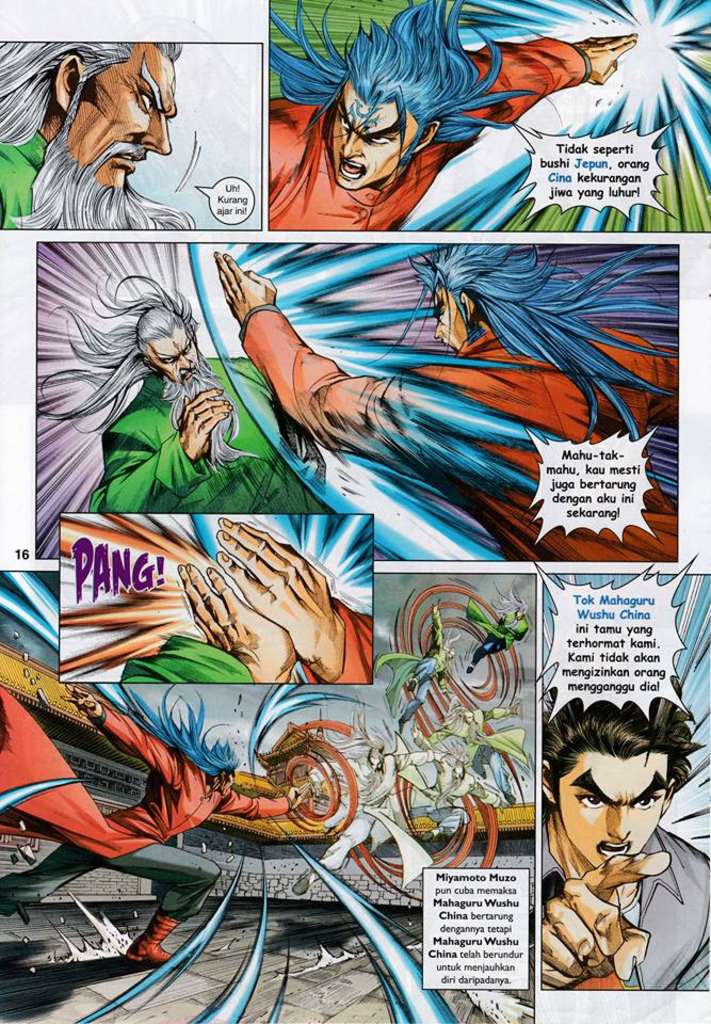 Uh!
Kurang
ajar ini!
Tidak seperti
bushi Jepun, orang
Cina kekurangan
jiwa yang luhur!
Mahu-tak-
mahu, kau mesti
juga bertarung
dengan aku ini
sekarang!
16
PANG!
Tok Mahaguru
Wushu China
ini tamu yang
terhormat kami.
Kami tidak akan
mengizinkan orang
mengganggu dia!
Miyamoto Muzo
pun cuba memaksa
Mahaguru Wushu
China bertarung
dengannya tetapi
Mahaguru Wushu
China telah berundur
untuk menjauhkan
diri daripadanya.